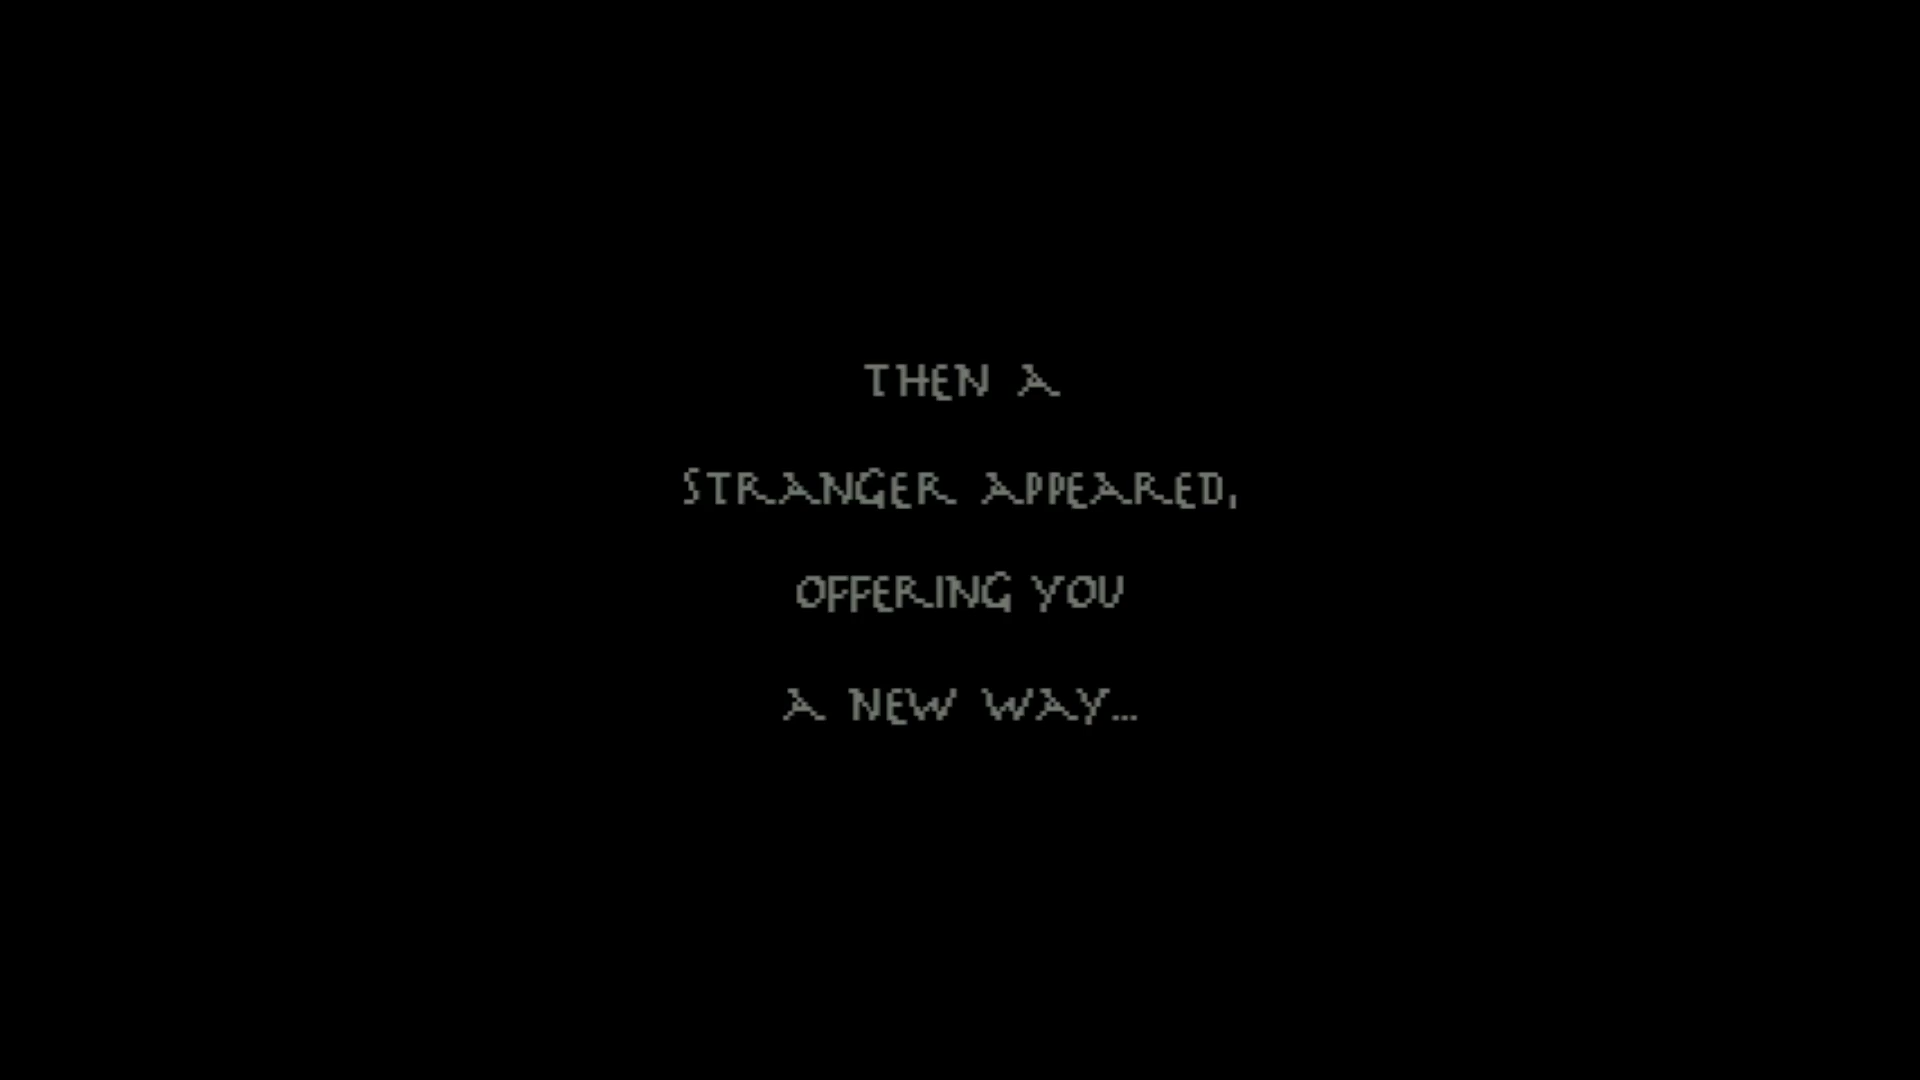 THEN A
STRANGER APPEARED,
OFFERING YOU
A NEW WAY...